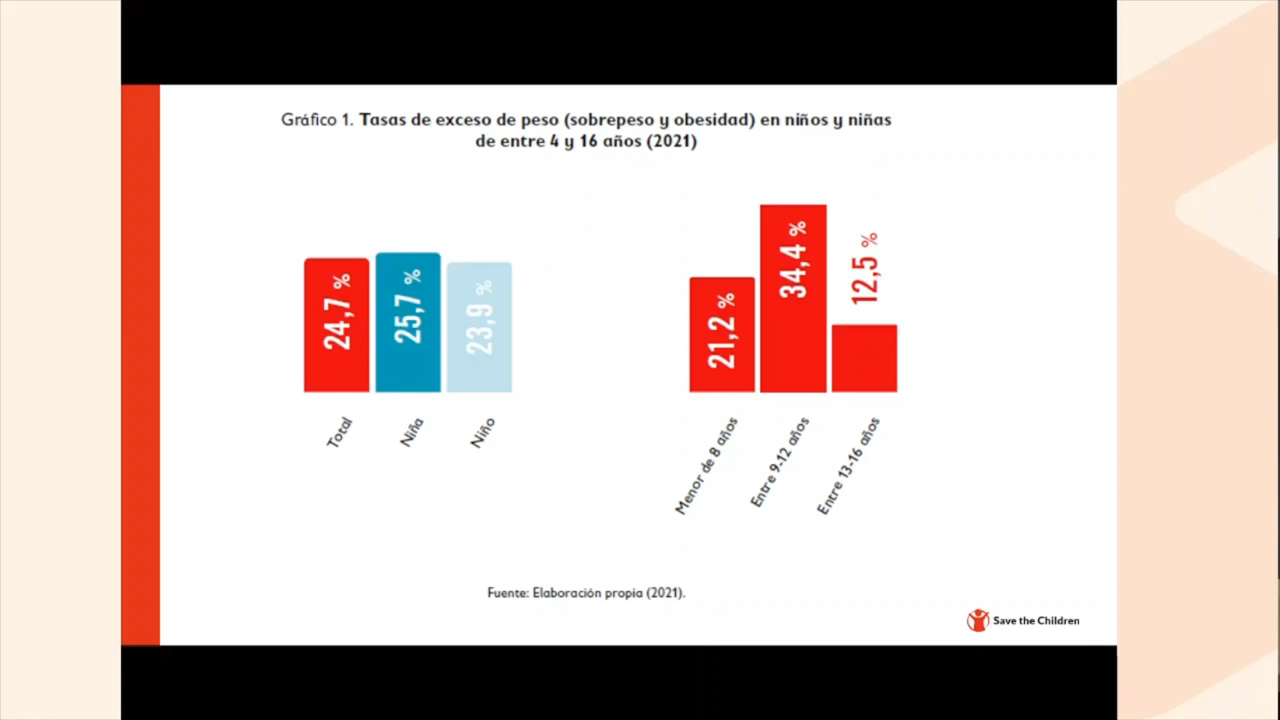 Gráfico 1. Tasas de exceso de peso (sobrepeso y obesidad) en niños y niñas
de entre 4 y 16 años (2021)
24,7 %
25,7 %
23,9 %
Total
Niña
Niño
21,2 %
34,4 %
12,5 %
Menor de 8 años
Entre 9-12 años
Entre 13-16 años
Fuente: Elaboración propia (2021).
Save the Children